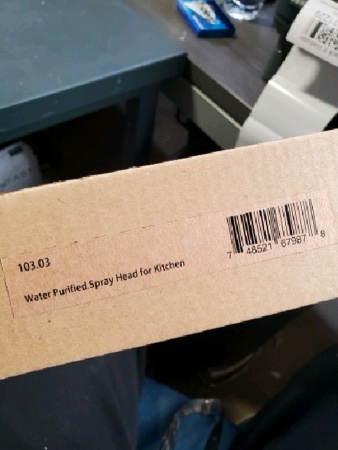 103.03
Water Purified Spray Head for Kitchen
7 48521 67987 8